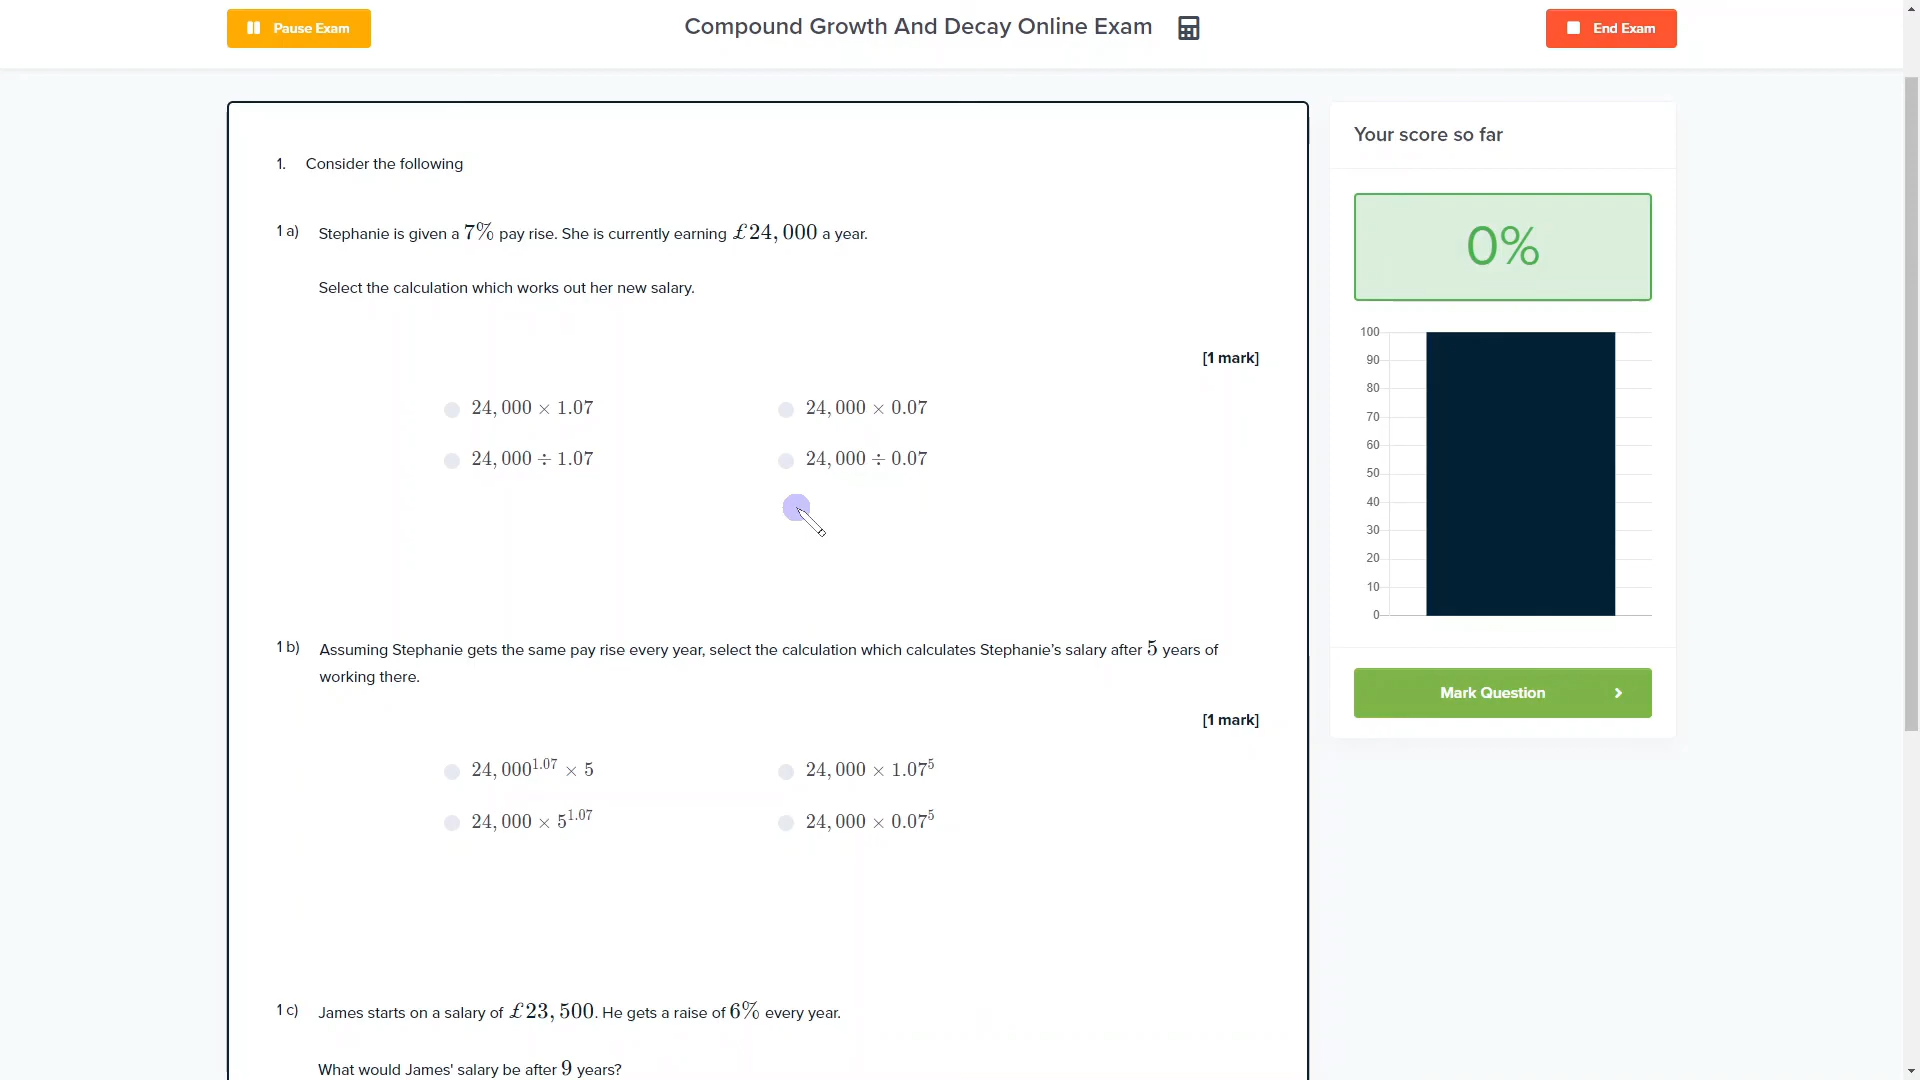 Pause Exam
Compound Growth And Decay Online Exam
End Exam
1. Consider the following
1 a) Stephanie is given a 7% pay rise. She is currently earning £24,000 a year.
Select the calculation which works out her new salary.
[1 mark]
24,000 × 1.07
24,000 × 0.07
24,000 ÷ 1.07
24,000 ÷ 0.07
1 b) Assuming Stephanie gets the same pay rise every year, select the calculation which calculates Stephanie’s salary after 5 years of
working there.
[1 mark]
24,000^1.07 × 5
24,000 × 1.07^5
24,000 × 5^1.07
24,000 × 0.07^5
1 c) James starts on a salary of £23,500. He gets a raise of 6% every year.
What would James' salary be after 9 years?
Your score so far
0%
100
90
80
70
60
50
40
30
20
10
0
Mark Question